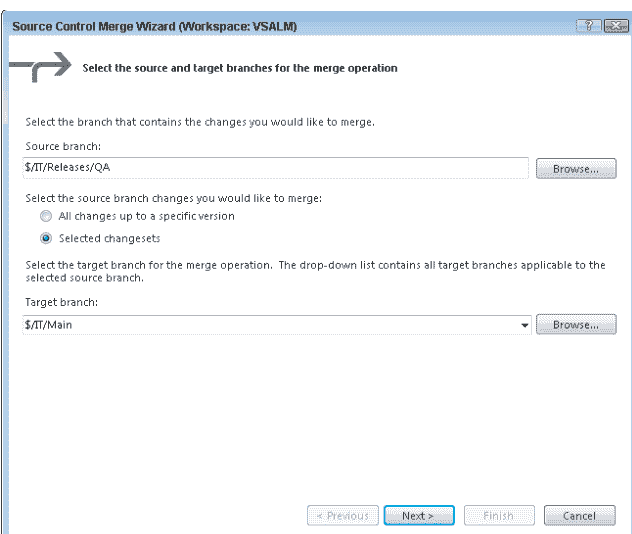 Source Control Merge Wizard (Workspace: VSALM)
?
Select the source and target branches for the merge operation
Select the branch that contains the changes you would like to merge.
Source branch:
$/IT/Releases/QA
Browse...
Select the source branch changes you would like to merge:
All changes up to a specific version
Selected changesets
Select the target branch for the merge operation. The drop-down list contains all target branches applicable to the
selected source branch.
Target branch:
$/IT/Main
Browse...
< Previous Next > Finish Cancel